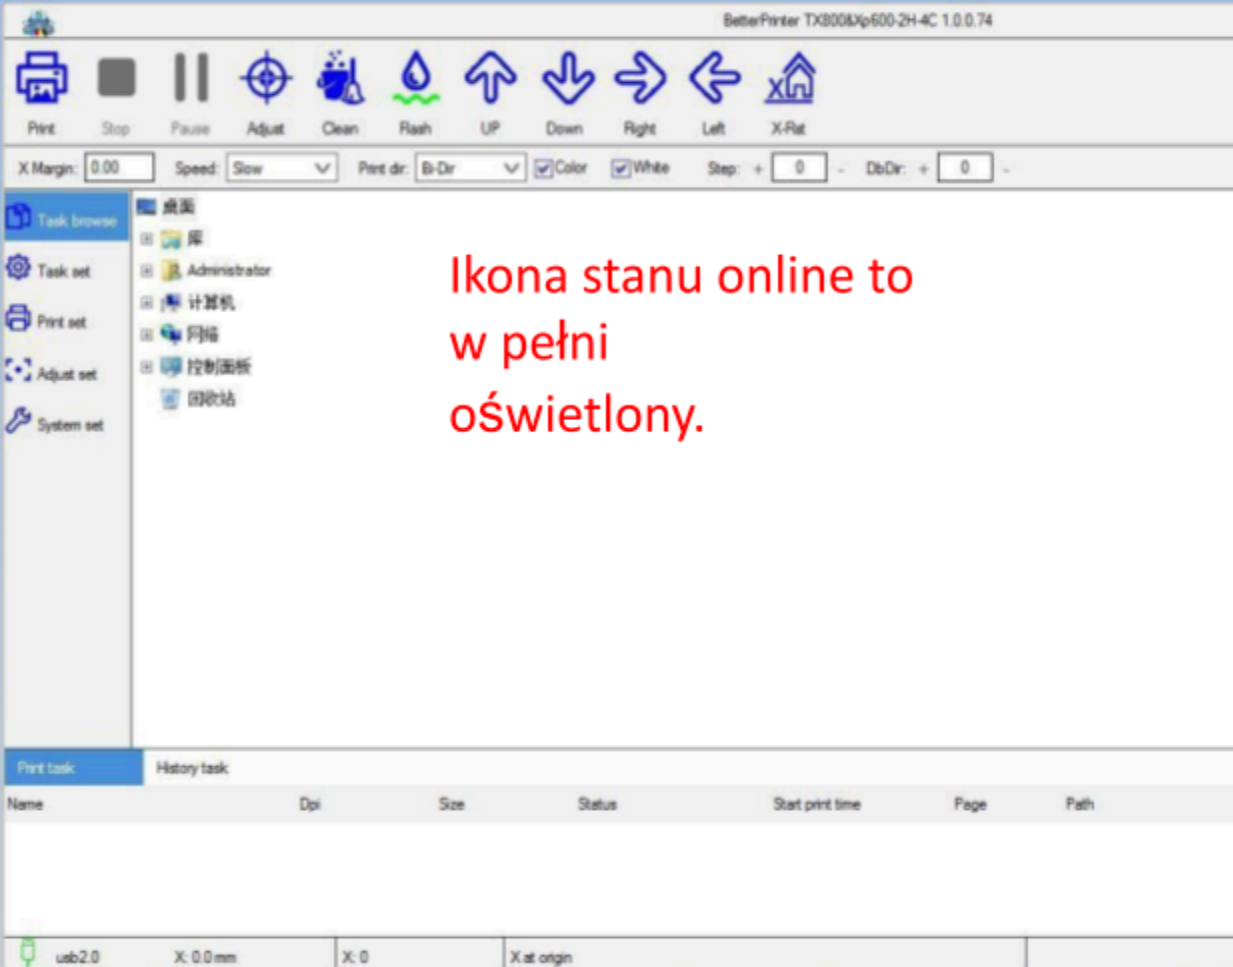 BetterPrinter TX800&Xp600-2H-4C 1.0.0.74
Print Stop Pause Adjust Clean Flash UP Down Right Left X-Rst
X Margin: 0.00 Speed: Slow Print dir: Bi-Dir Color White Step: + 0 - DbDir: + 0 -
Task browse
Task set
Print set
Adjust set
System set
桌面
库
Administrator
计算机
网络
控制面板
回收站
Ikona stanu online to
w pełni
oświetlony.
Print task History task
Name Dpi Size Status Start print time Page Path
usb2.0 X: 0.0 mm X: 0 X at origin